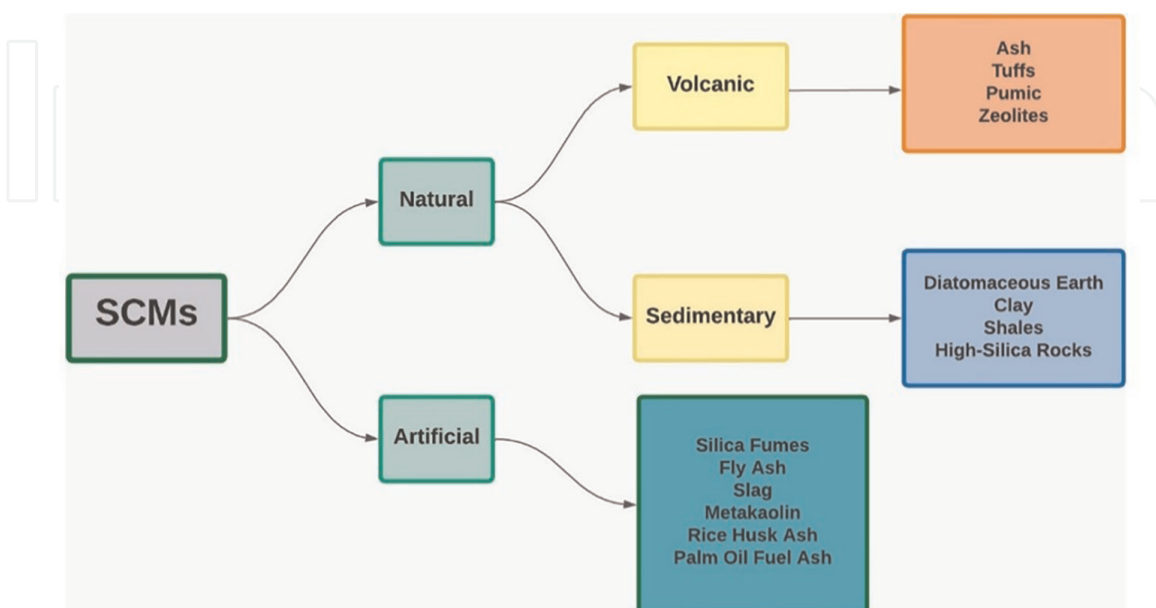 SCMs
Natural
Artificial
Volcanic
Sedimentary
Ash
Tuffs
Pumic
Zeolites
Diatomaceous Earth
Clay
Shales
High-Silica Rocks
Silica Fumes
Fly Ash
Slag
Metakaolin
Rice Husk Ash
Palm Oil Fuel Ash